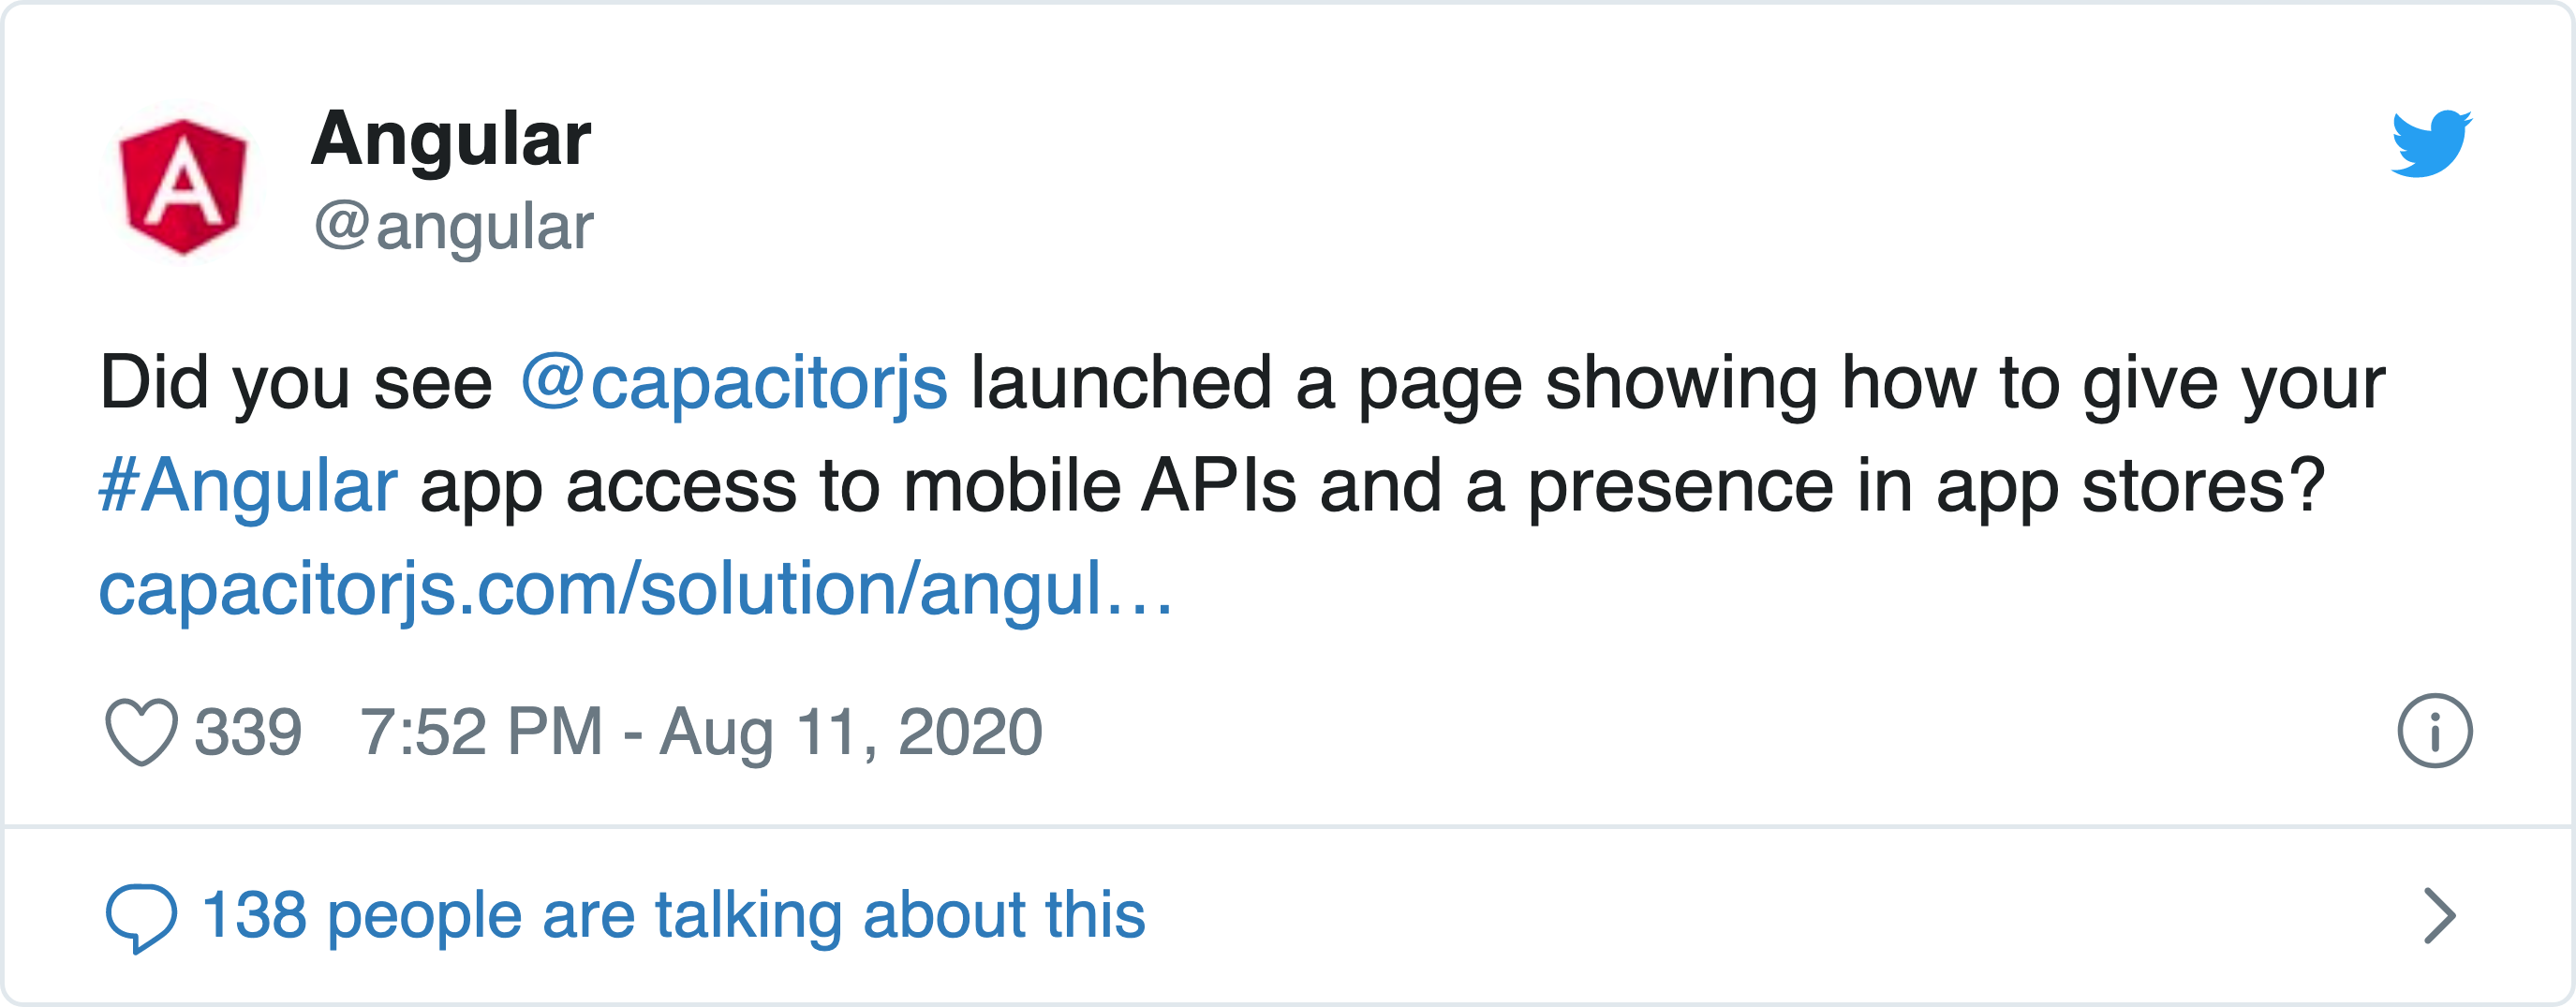 A
Angular
@angular
Did you see @capacitorjs launched a page showing how to give your
#Angular app access to mobile APIs and a presence in app stores?
capacitorjs.com/solution/angul…
339 7:52 PM - Aug 11, 2020
138 people are talking about this